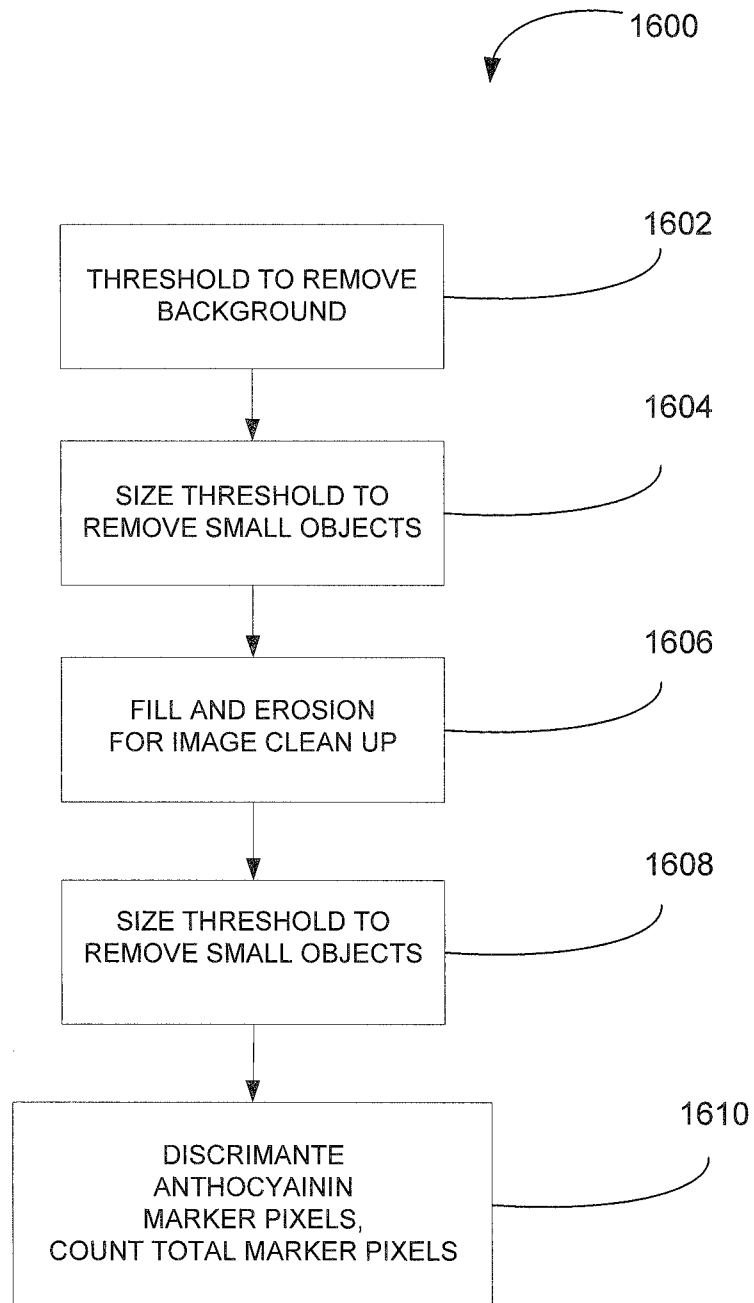 1600
1602
THRESHOLD TO REMOVE
BACKGROUND
1604
SIZE THRESHOLD TO
REMOVE SMALL OBJECTS
1606
FILL AND EROSION
FOR IMAGE CLEAN UP
1608
SIZE THRESHOLD TO
REMOVE SMALL OBJECTS
1610
DISCRIMANTE
ANTHOCYAININ
MARKER PIXELS,
COUNT TOTAL MARKER PIXELS